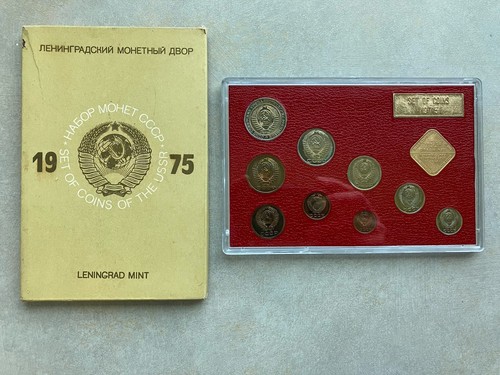 ЛЕНИНГРАДСКИЙ МОНЕТНЫЙ ДВОР
НАБОР МОНЕТ СССР
19 75
SET OF COINS OF THE USSR
LENINGRAD MINT
SET OF COINS